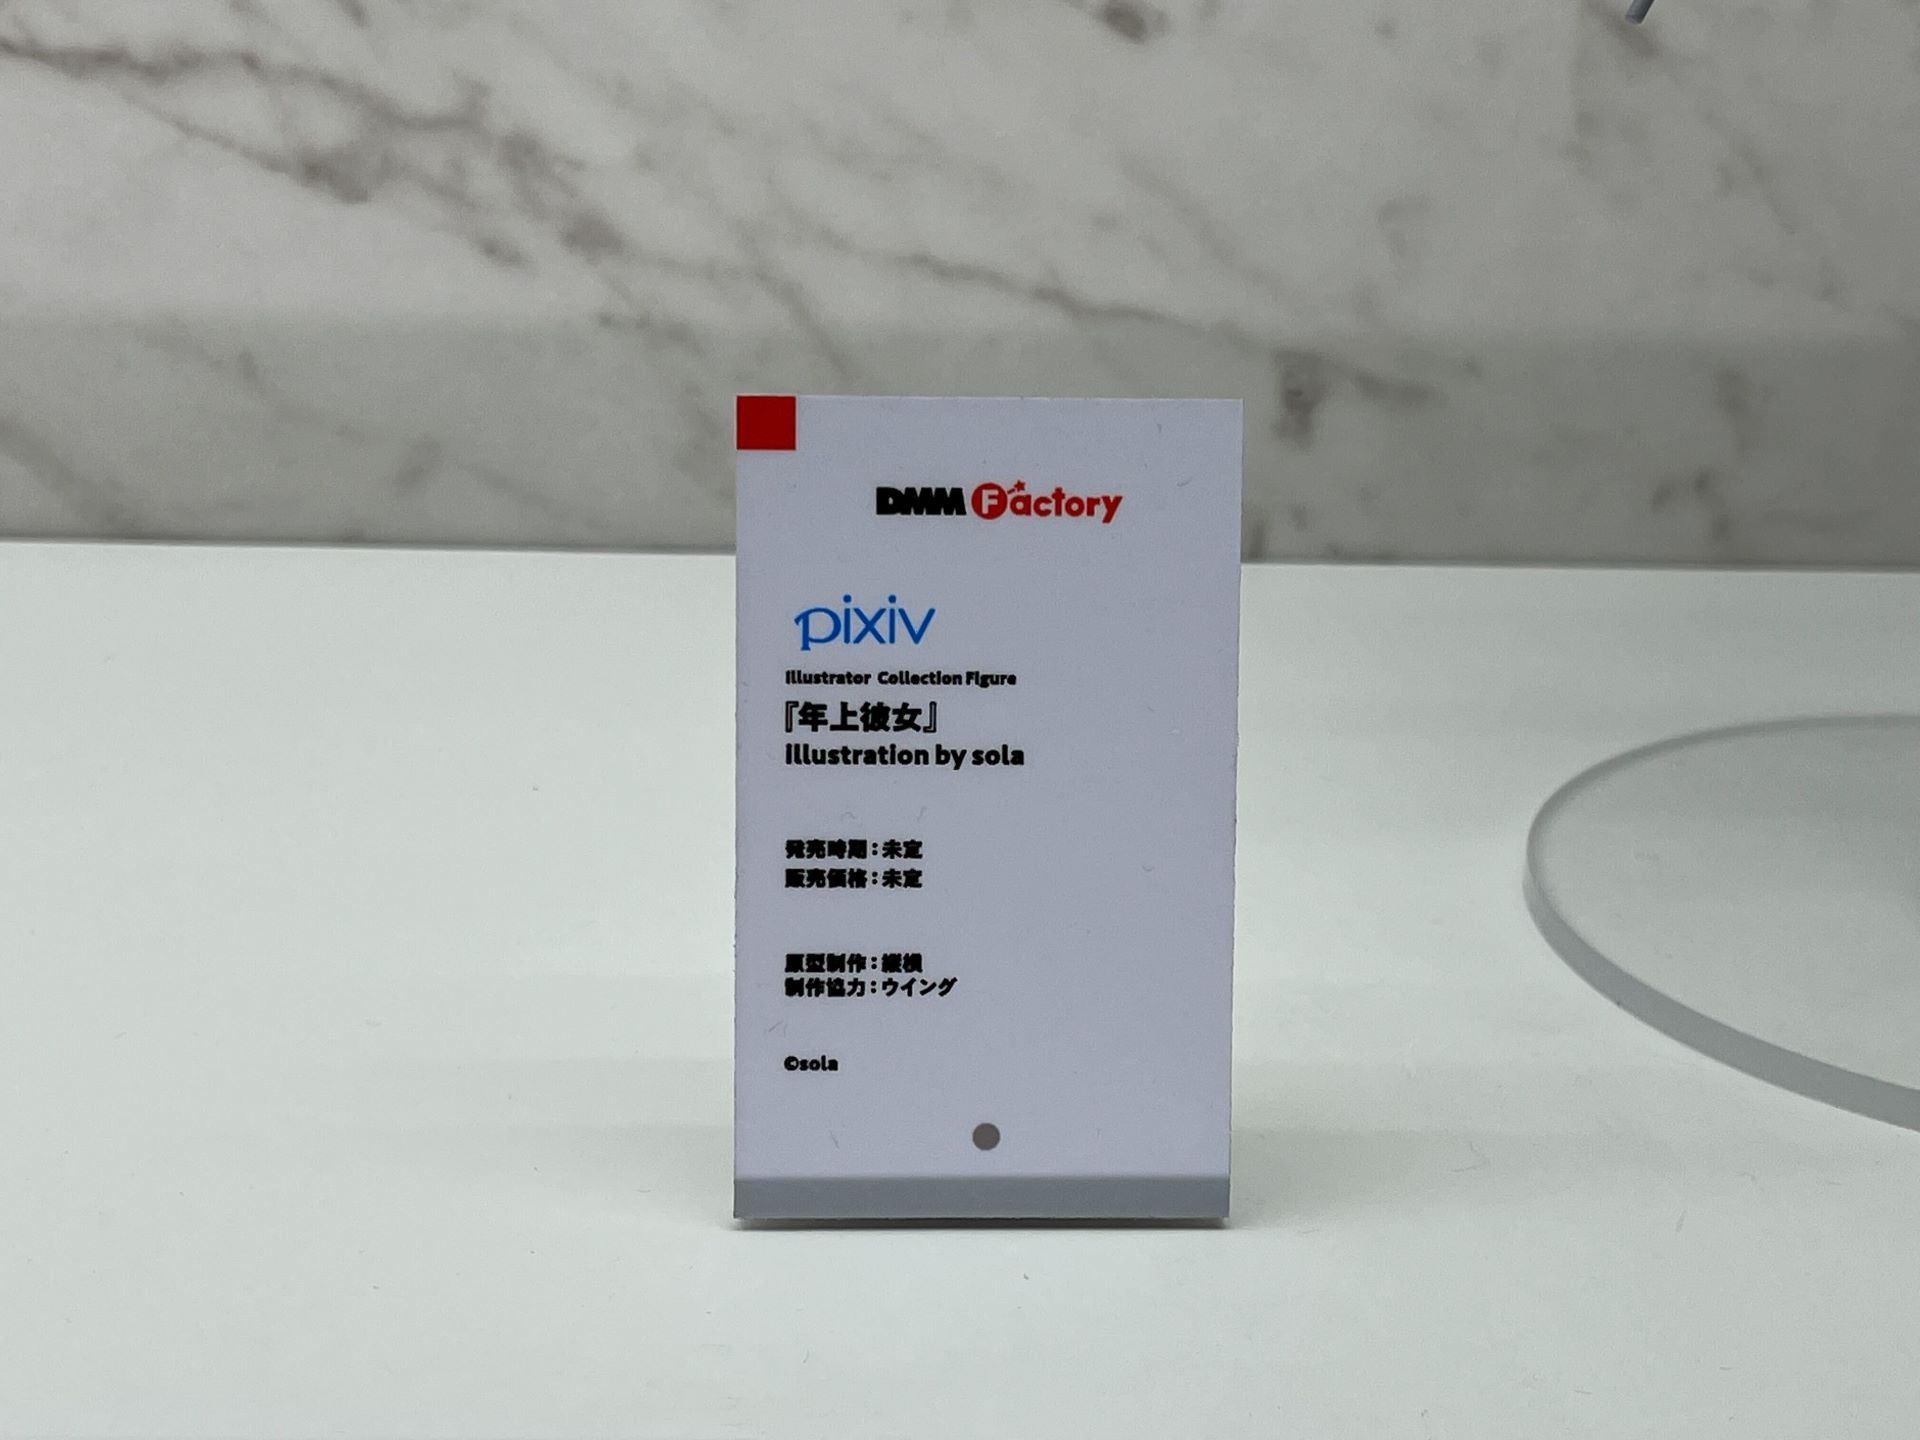 DMM Factory
pixiv
Illustrator Collection Figure
『年上彼女』
illustration by sola
発売時期：未定
販売価格：未定
原型制作：縦横
制作協力：ウイング
©sola